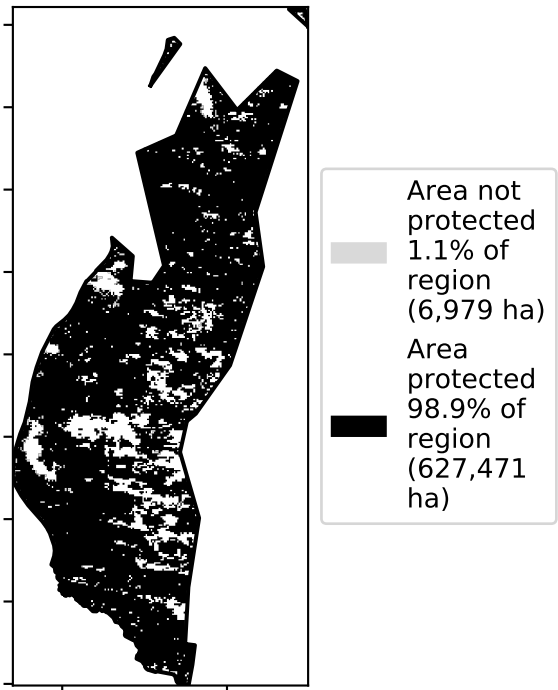 Area not
protected
1.1% of
region
(6,979 ha)
Area
protected
98.9% of
region
(627,471
ha)